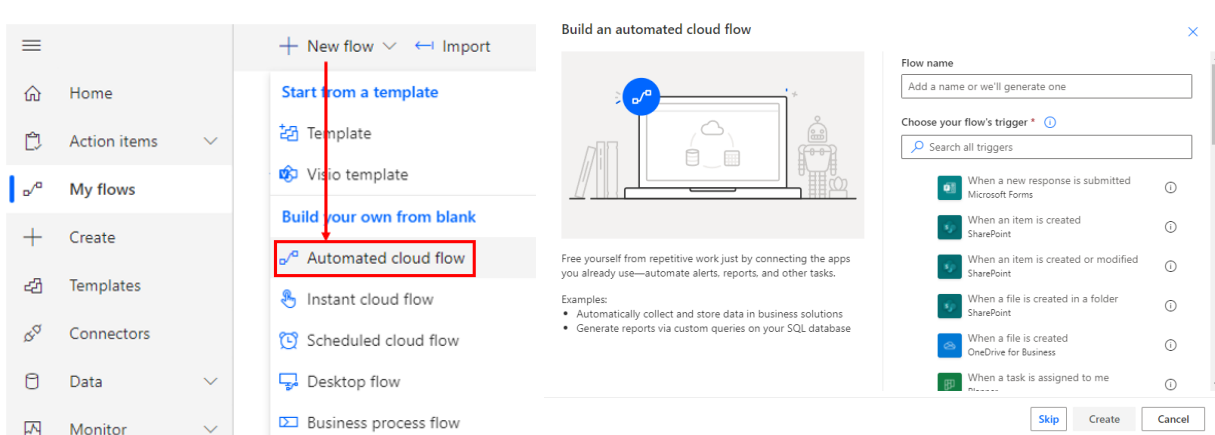 New flow
Import
Home
Action items
My flows
Create
Templates
Connectors
Data
Monitor
Start from a template
Template
Visio template
Build your own from blank
Automated cloud flow
Instant cloud flow
Scheduled cloud flow
Desktop flow
Business process flow
Build an automated cloud flow
Free yourself from repetitive work just by connecting the apps
you already use—automate alerts, reports, and other tasks.
Examples:
• Automatically collect and store data in business solutions
• Generate reports via custom queries on your SQL database
Flow name
Add a name or we'll generate one
Choose your flow's trigger *
Search all triggers
When a new response is submitted
Microsoft Forms
When an item is created
SharePoint
When an item is created or modified
SharePoint
When a file is created in a folder
SharePoint
When a file is created
OneDrive for Business
When a task is assigned to me
Planner
Skip
Create
Cancel